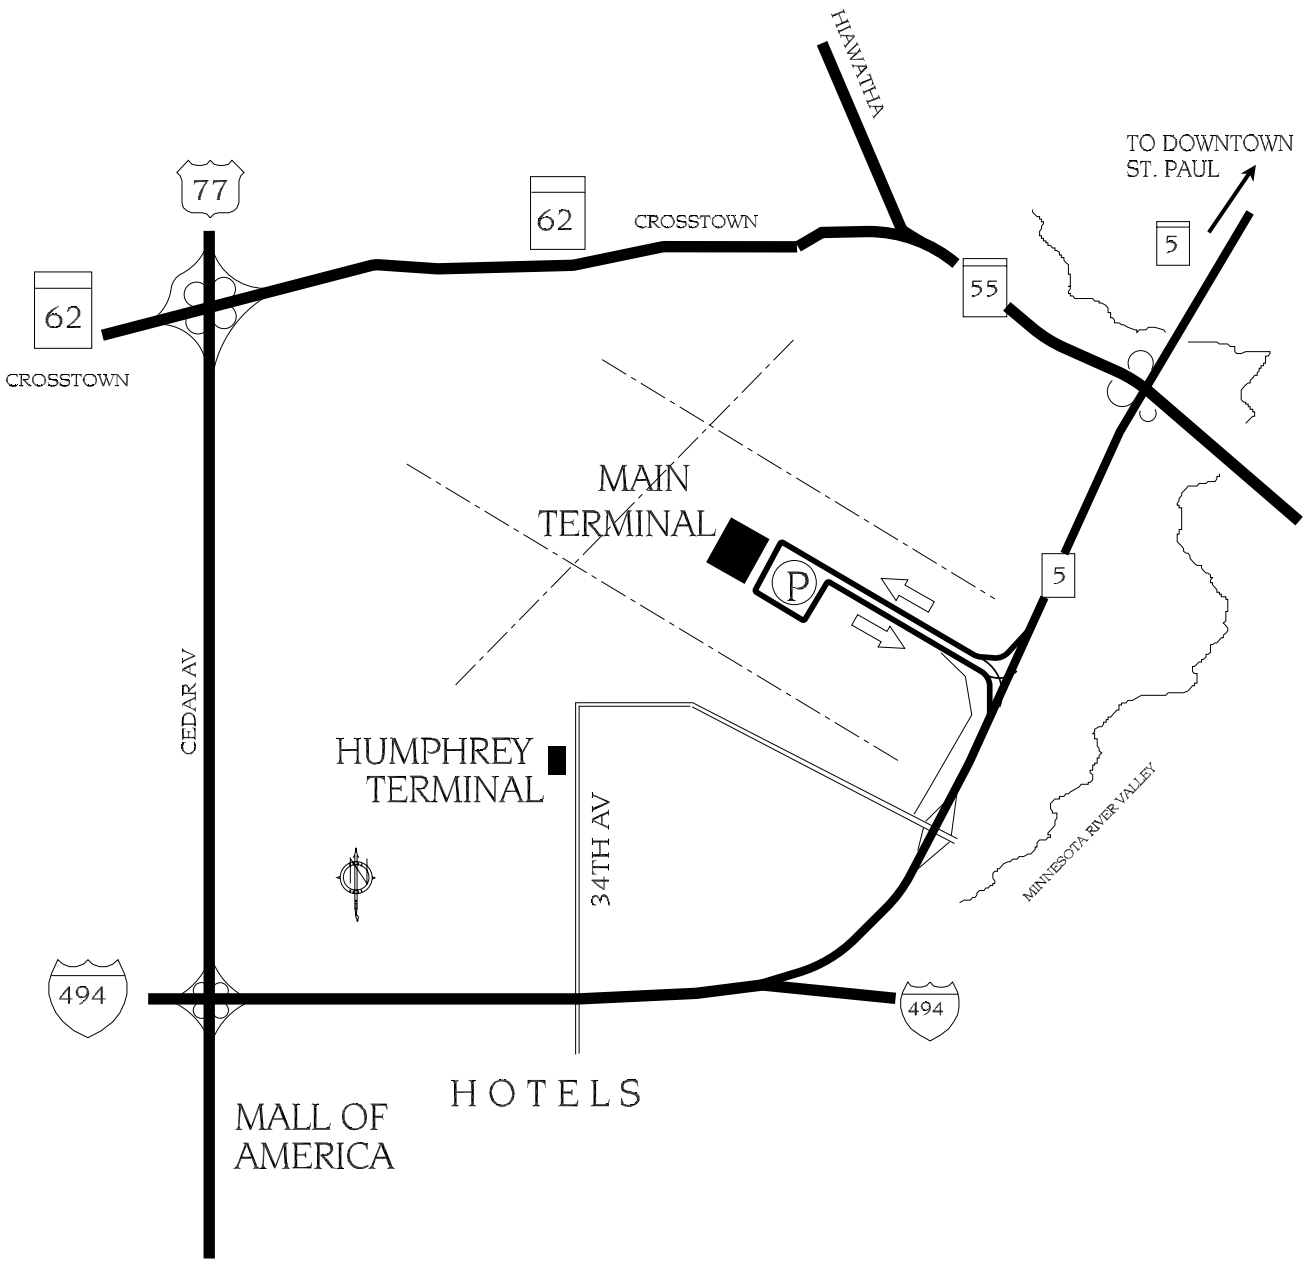 HIAWATHA
TO DOWNTOWN
ST. PAUL
77
62
CROSSTOWN
5
55
62
CROSSTOWN
MAIN
TERMINAL
P
5
CEDAR AV
HUMPHREY
TERMINAL
34TH AV
MINNESOTA RIVER VALLEY
N
494
494
HOTELS
MALL OF
AMERICA